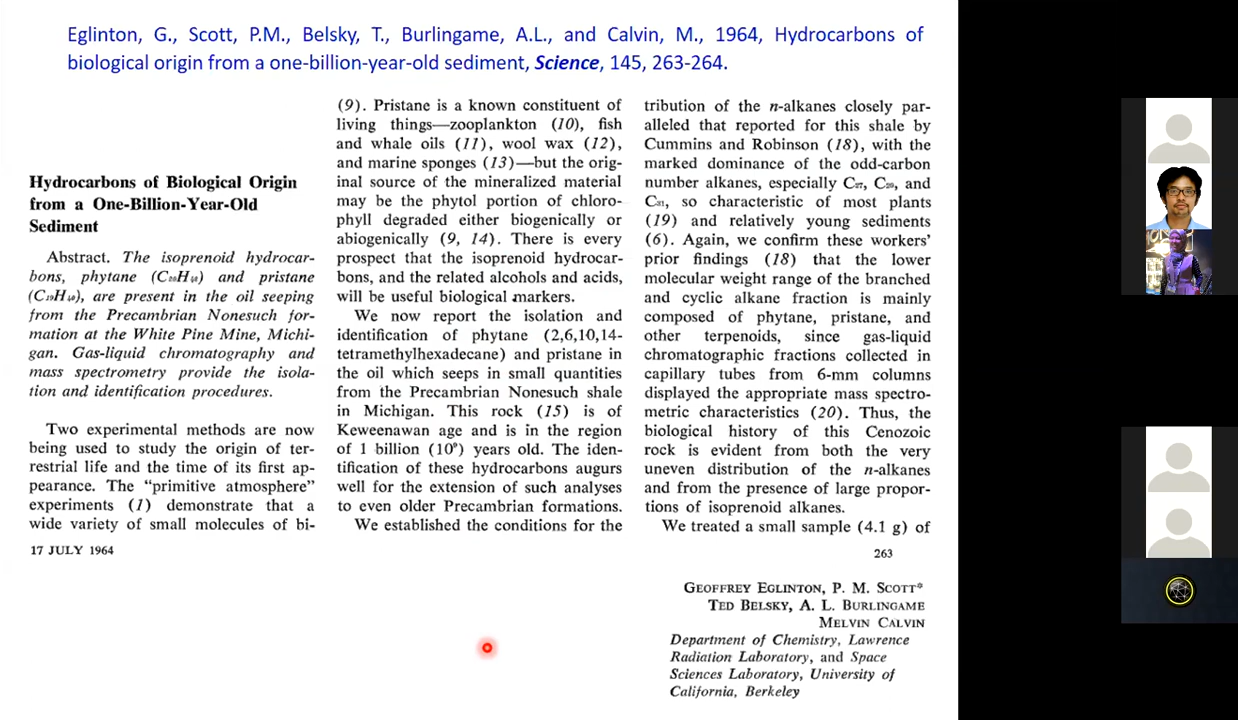 Eglinton, G., Scott, P.M., Belsky, T., Burlingame, A.L., and Calvin, M., 1964, Hydrocarbons of
biological origin from a one-billion-year-old sediment, Science, 145, 263-264.
Hydrocarbons of Biological Origin
from a One-Billion-Year-Old
Sediment
Abstract. The isoprenoid hydrocar-
bons, phytane (C₂₀H₄₂) and pristane
(C₁₉H₄₀), are present in the oil seeping
from the Precambrian Nonesuch for-
mation at the White Pine Mine, Michi-
gan. Gas-liquid chromatography and
mass spectrometry provide the isola-
tion and identification procedures.
Two experimental methods are now
being used to study the origin of ter-
restrial life and the time of its first ap-
pearance. The “primitive atmosphere”
experiments (1) demonstrate that a
wide variety of small molecules of bi-
17 JULY 1964
(9). Pristane is a known constituent of
living things—zooplankton (10), fish
and whale oils (11), wool wax (12),
and marine sponges (13)—but the orig-
inal source of the mineralized material
may be the phytol portion of chloro-
phyll degraded either biogenically or
abiogenically (9, 14). There is every
prospect that the isoprenoid hydrocar-
bons, and the related alcohols and acids,
will be useful biological markers.
We now report the isolation and
identification of phytane (2,6,10,14-
tetramethylhexadecane) and pristane in
the oil which seeps in small quantities
from the Precambrian Nonesuch shale
in Michigan. This rock (15) is of
Keweenawan age and is in the region
of 1 billion (10⁹) years old. The iden-
tification of these hydrocarbons augurs
well for the extension of such analyses
to even older Precambrian formations.
We established the conditions for the
tribution of the n-alkanes closely par-
alleled that reported for this shale by
Cummins and Robinson (18), with the
marked dominance of the odd-carbon
number alkanes, especially C₂₇, C₂₉, and
C₃₁, so characteristic of most plants
(19) and relatively young sediments
(6). Again, we confirm these workers’
prior findings (18) that the lower
molecular weight range of the branched
and cyclic alkane fraction is mainly
composed of phytane, pristane, and
other terpenoids, since gas-liquid
chromatographic fractions collected in
capillary tubes from 6-mm columns
displayed the appropriate mass spectro-
metric characteristics (20). Thus, the
biological history of this Cenozoic
rock is evident from both the very
uneven distribution of the n-alkanes
and from the presence of large propor-
tions of isoprenoid alkanes.
We treated a small sample (4.1 g) of
263
GEOFFREY EGLINTON, P. M. SCOTT*
TED BELSKY, A. L. BURLINGAME
MELVIN CALVIN
Department of Chemistry, Lawrence
Radiation Laboratory, and Space
Sciences Laboratory, University of
California, Berkeley